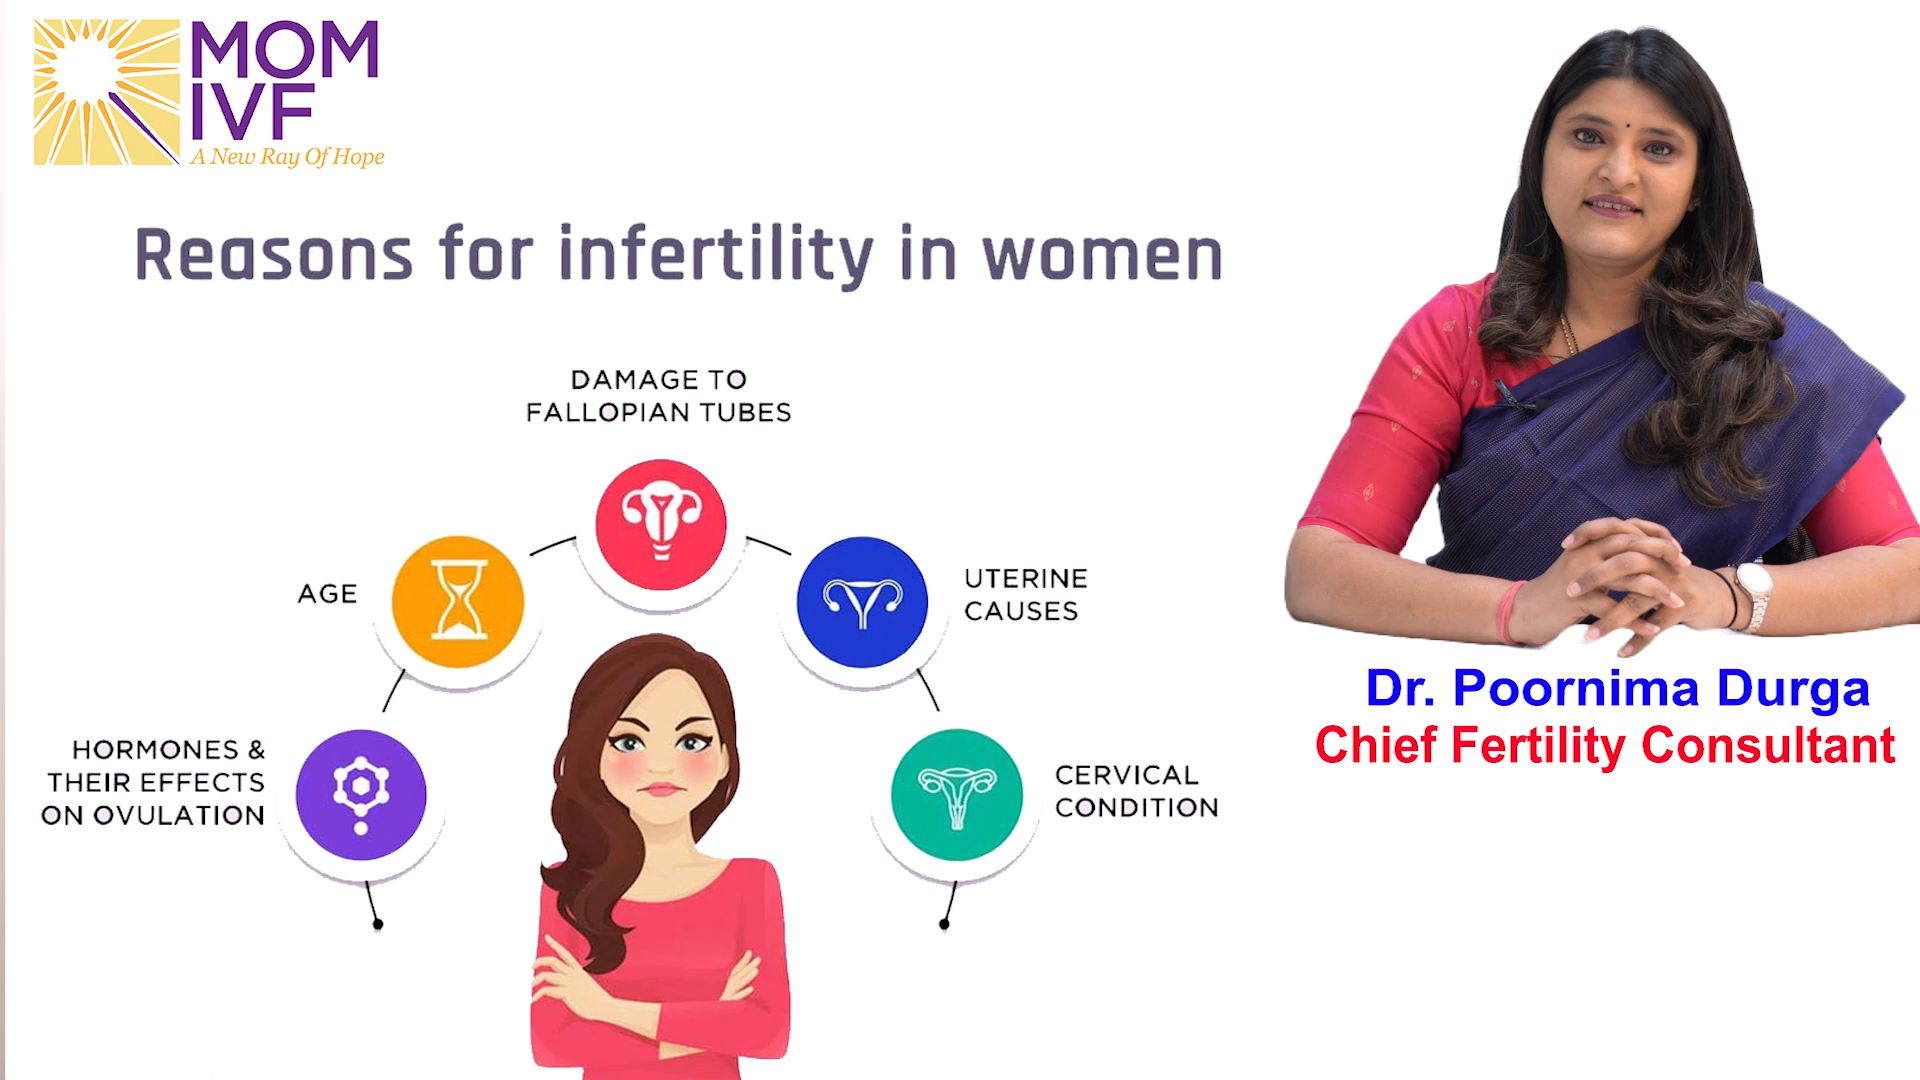 MOM
IVF
A New Ray Of Hope
Reasons for infertility in women
DAMAGE TO
FALLOPIAN TUBES
AGE
UTERINE
CAUSES
HORMONES &
THEIR EFFECTS
ON OVULATION
CERVICAL
CONDITION
Dr. Poornima Durga
Chief Fertility Consultant